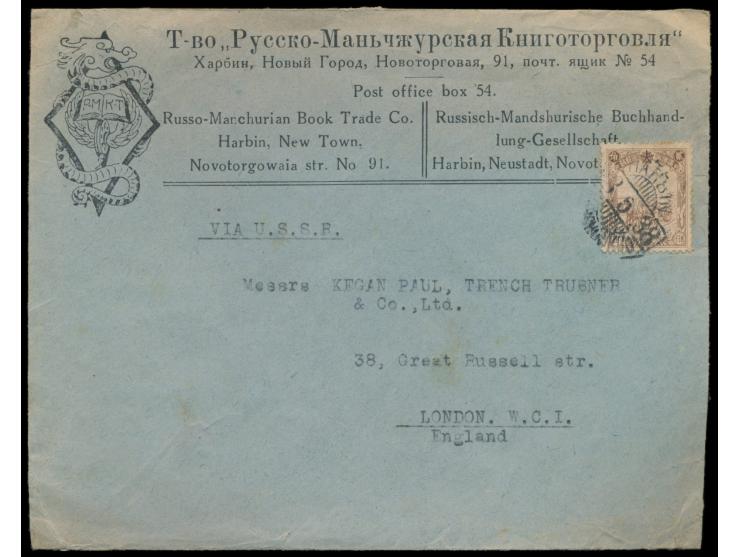 Т-во „Русско-Маньчжурская Книготорговля"
Харбин, Новый Город, Новоторговая, 91, почт. ящик № 54
Post office box 54.
Russo-Manchurian Book Trade Co.
Harbin, New Town,
Novotorgowaia str. No 91.
Russisch-Mandshurische Buchhand-
lung-Gesellschaft,
Harbin, Neustadt,
VIA U.S.S.R.
Messrs KEGAN PAUL, TRENCH TRUBNER
& Co.,Ltd.
38, Great Russell str.
LONDON. W.C.I.
England